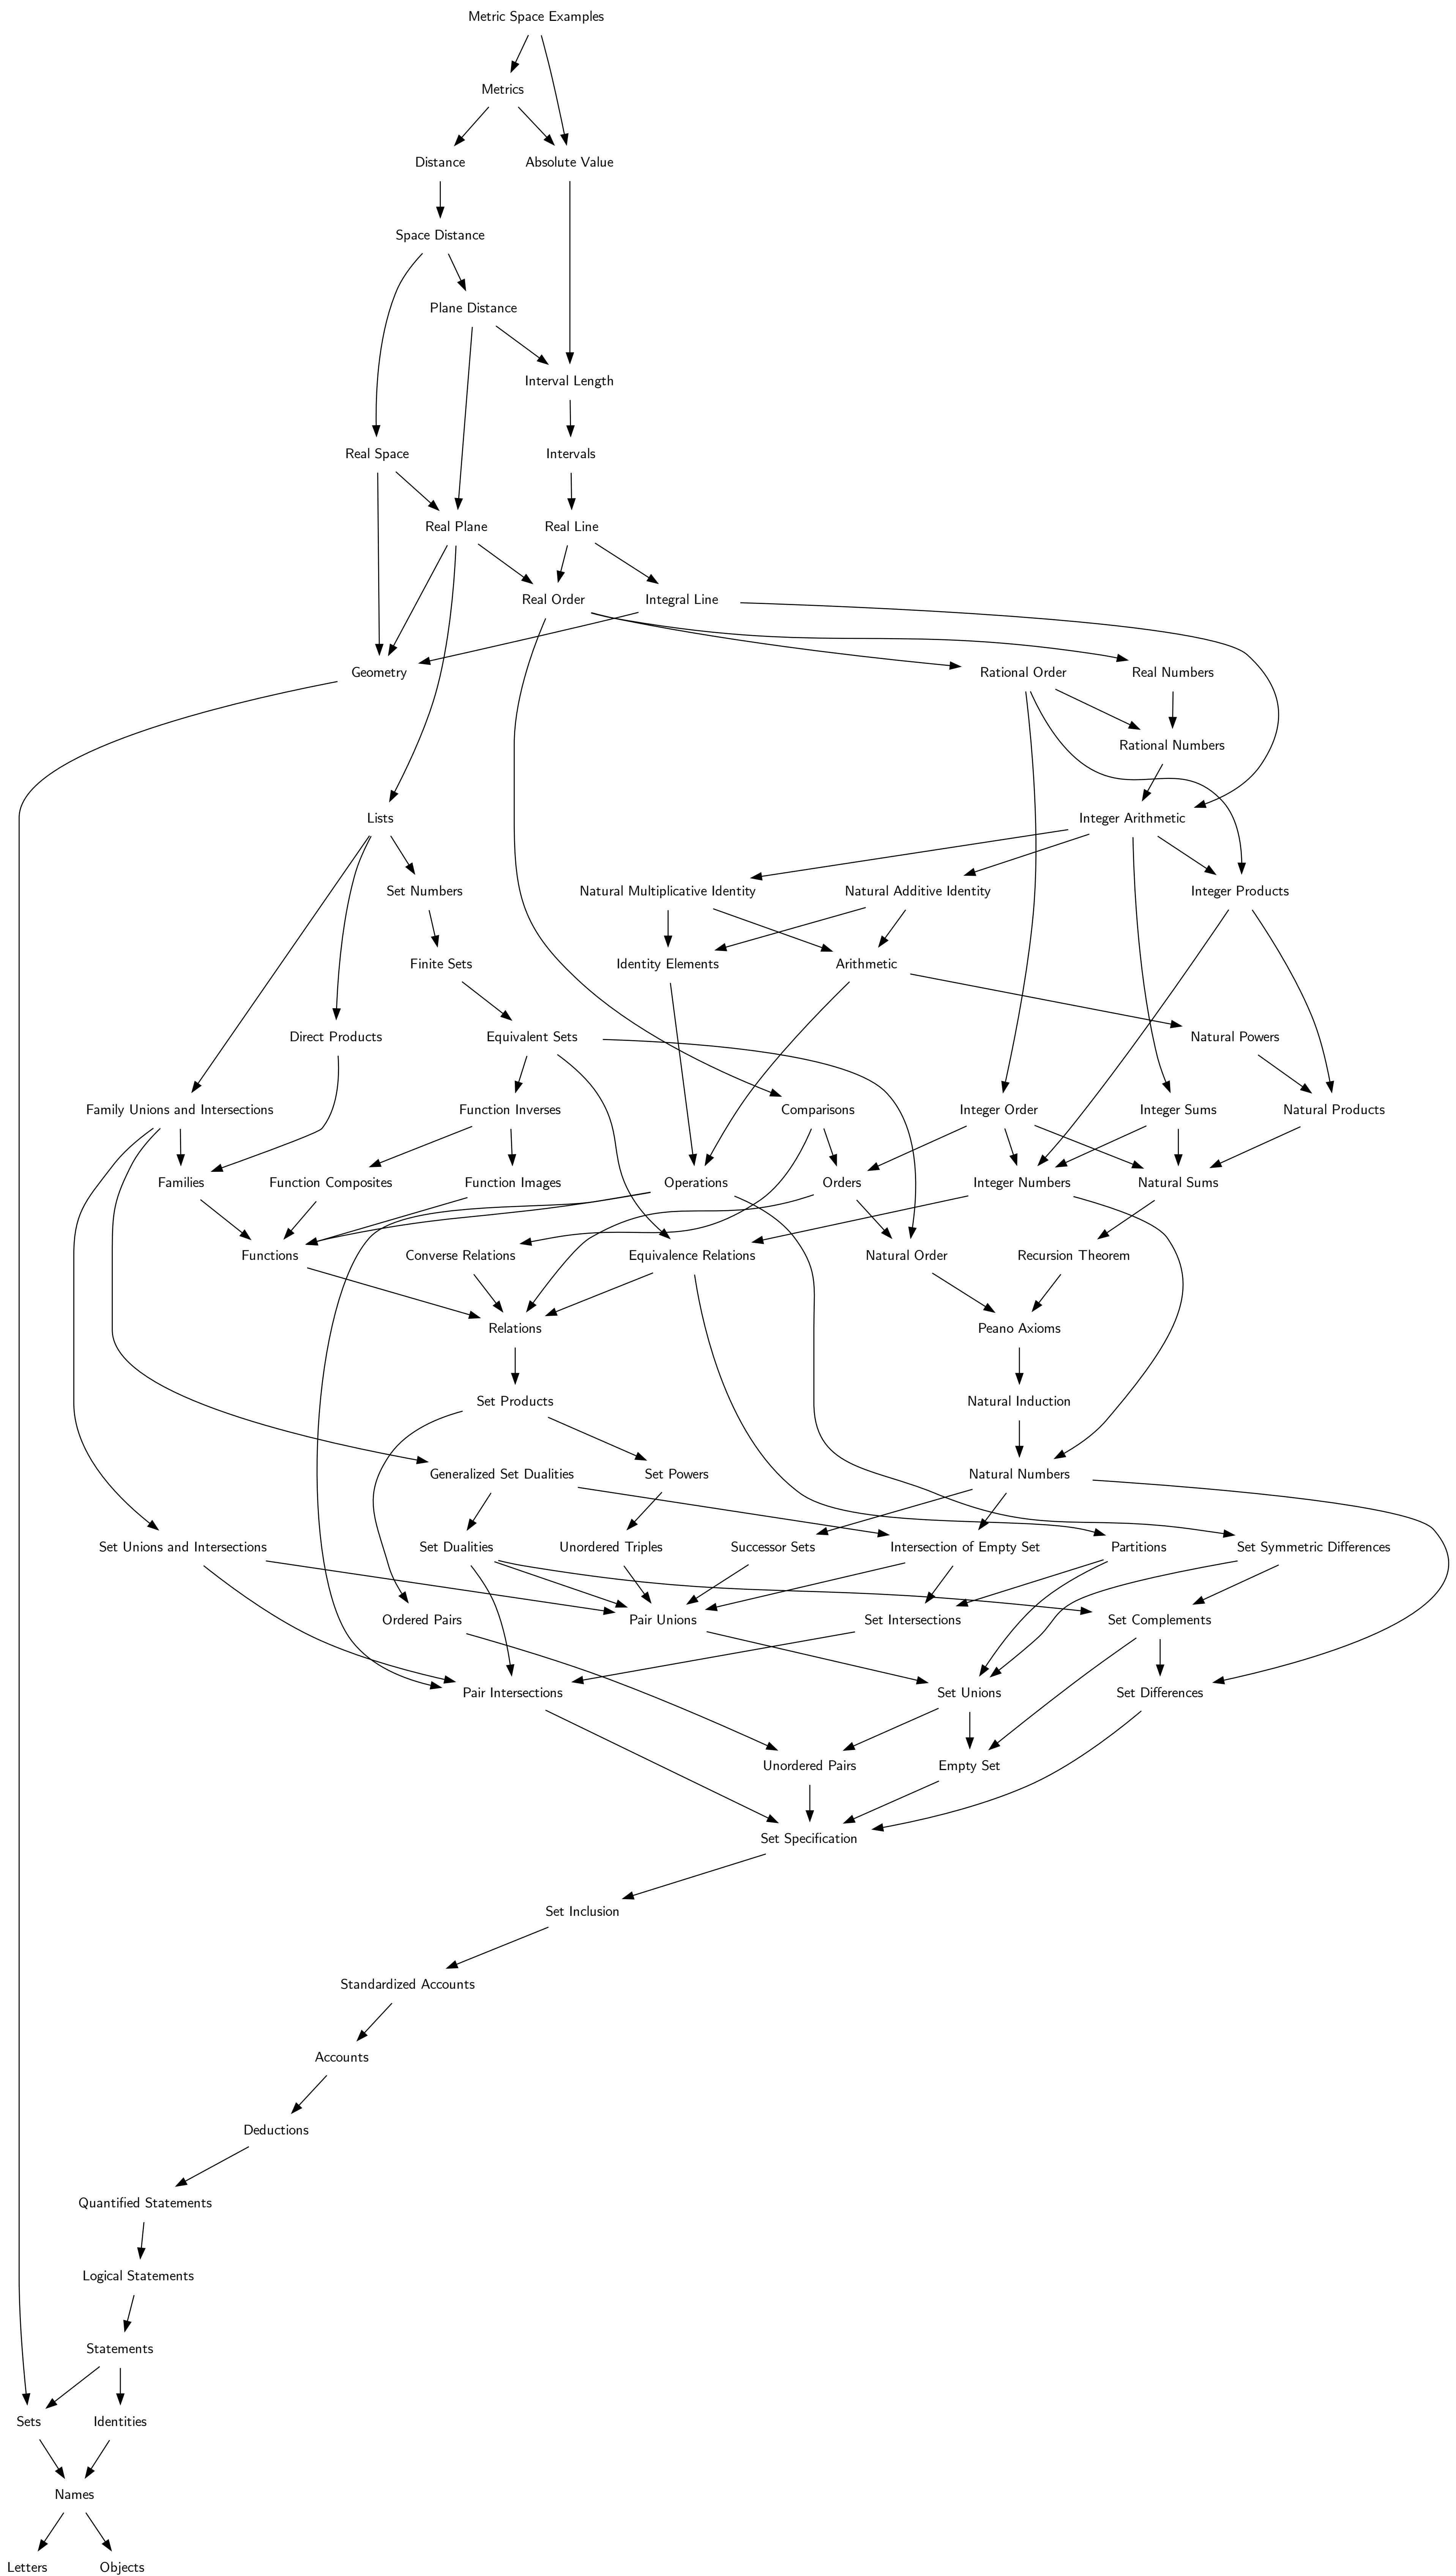 Metric Space Examples
Metrics
Distance
Absolute Value
Space Distance
Plane Distance
Interval Length
Real Space
Intervals
Real Plane
Real Line
Real Order
Integral Line
Geometry
Rational Order
Real Numbers
Rational Numbers
Lists
Integer Arithmetic
Set Numbers
Natural Multiplicative Identity
Natural Additive Identity
Integer Products
Finite Sets
Identity Elements
Arithmetic
Direct Products
Equivalent Sets
Natural Powers
Family Unions and Intersections
Function Inverses
Comparisons
Integer Order
Integer Sums
Natural Products
Families
Function Composites
Function Images
Operations
Orders
Integer Numbers
Natural Sums
Functions
Converse Relations
Equivalence Relations
Natural Order
Recursion Theorem
Relations
Peano Axioms
Set Products
Natural Induction
Generalized Set Dualities
Set Powers
Natural Numbers
Set Unions and Intersections
Set Dualities
Unordered Triples
Successor Sets
Intersection of Empty Set
Partitions
Set Symmetric Differences
Ordered Pairs
Pair Unions
Set Intersections
Set Complements
Pair Intersections
Set Unions
Set Differences
Unordered Pairs
Empty Set
Set Specification
Set Inclusion
Standardized Accounts
Accounts
Deductions
Quantified Statements
Logical Statements
Statements
Sets
Identities
Names
Letters
Objects